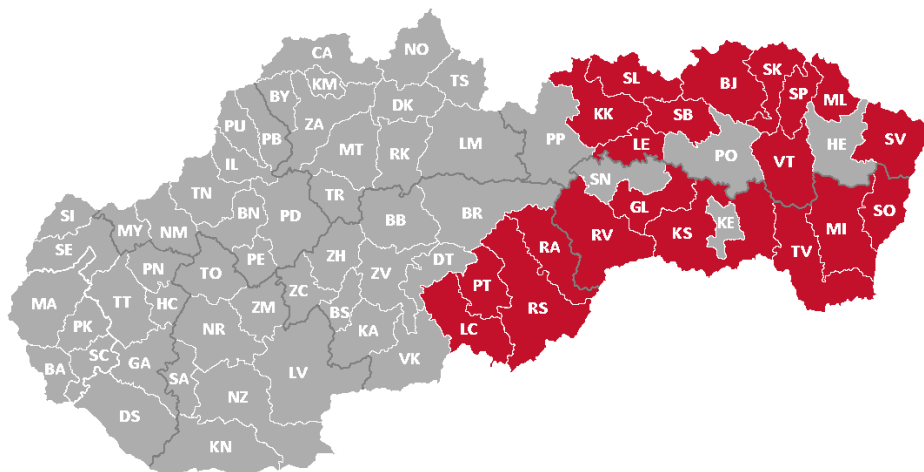 CA
NO
BY
KM
TS
SL
BJ
SK
SP
ML
DK
KK
SB
PU
PB
ZA
MT
RK
LM
PP
LE
PO
VT
HE
SV
IL
TN
TR
SN
BN
PD
BB
BR
GL
SO
SI
MY
NM
RV
KS
KE
TV
MI
SE
PN
TO
PE
ZH
ZV
DT
RA
MA
TT
HC
ZM
ZC
PT
PK
NR
BS
KA
LC
RS
BA
SC
GA
SA
NZ
LV
VK
DS
KN